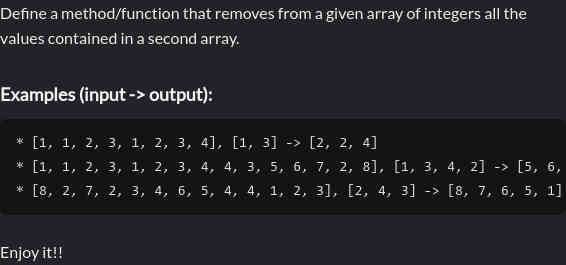 Define a method/function that removes from a given array of integers all the
values contained in a second array.
Examples (input -> output):
* [1, 1, 2, 3, 1, 2, 3, 4], [1, 3] -> [2, 2, 4]
* [1, 1, 2, 3, 1, 2, 3, 4, 4, 3, 5, 6, 7, 2, 8], [1, 3, 4, 2] -> [5, 6,
* [8, 2, 7, 2, 3, 4, 6, 5, 4, 4, 1, 2, 3], [2, 4, 3] -> [8, 7, 6, 5, 1]
Enjoy it!!